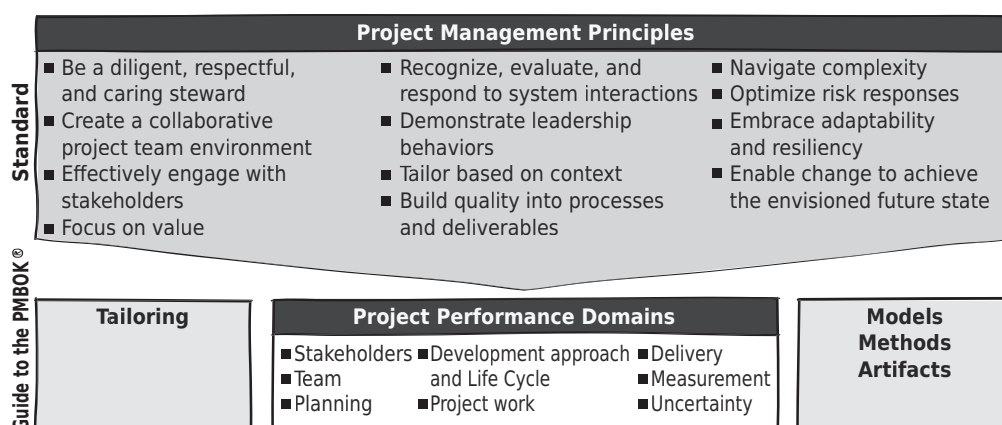 Project Management Principles
Standard
■ Be a diligent, respectful,
and caring steward
■ Create a collaborative
project team environment
■ Effectively engage with
stakeholders
■ Focus on value
■ Recognize, evaluate, and
respond to system interactions
■ Demonstrate leadership
behaviors
■ Tailor based on context
■ Build quality into processes
and deliverables
■ Navigate complexity
■ Optimize risk responses
■ Embrace adaptability
and resiliency
■ Enable change to achieve
the envisioned future state
Guide to the PMBOK®
Tailoring
Project Performance Domains
■ Stakeholders
■ Team
■ Planning
■ Development approach
and Life Cycle
■ Project work
■ Delivery
■ Measurement
■ Uncertainty
Models
Methods
Artifacts